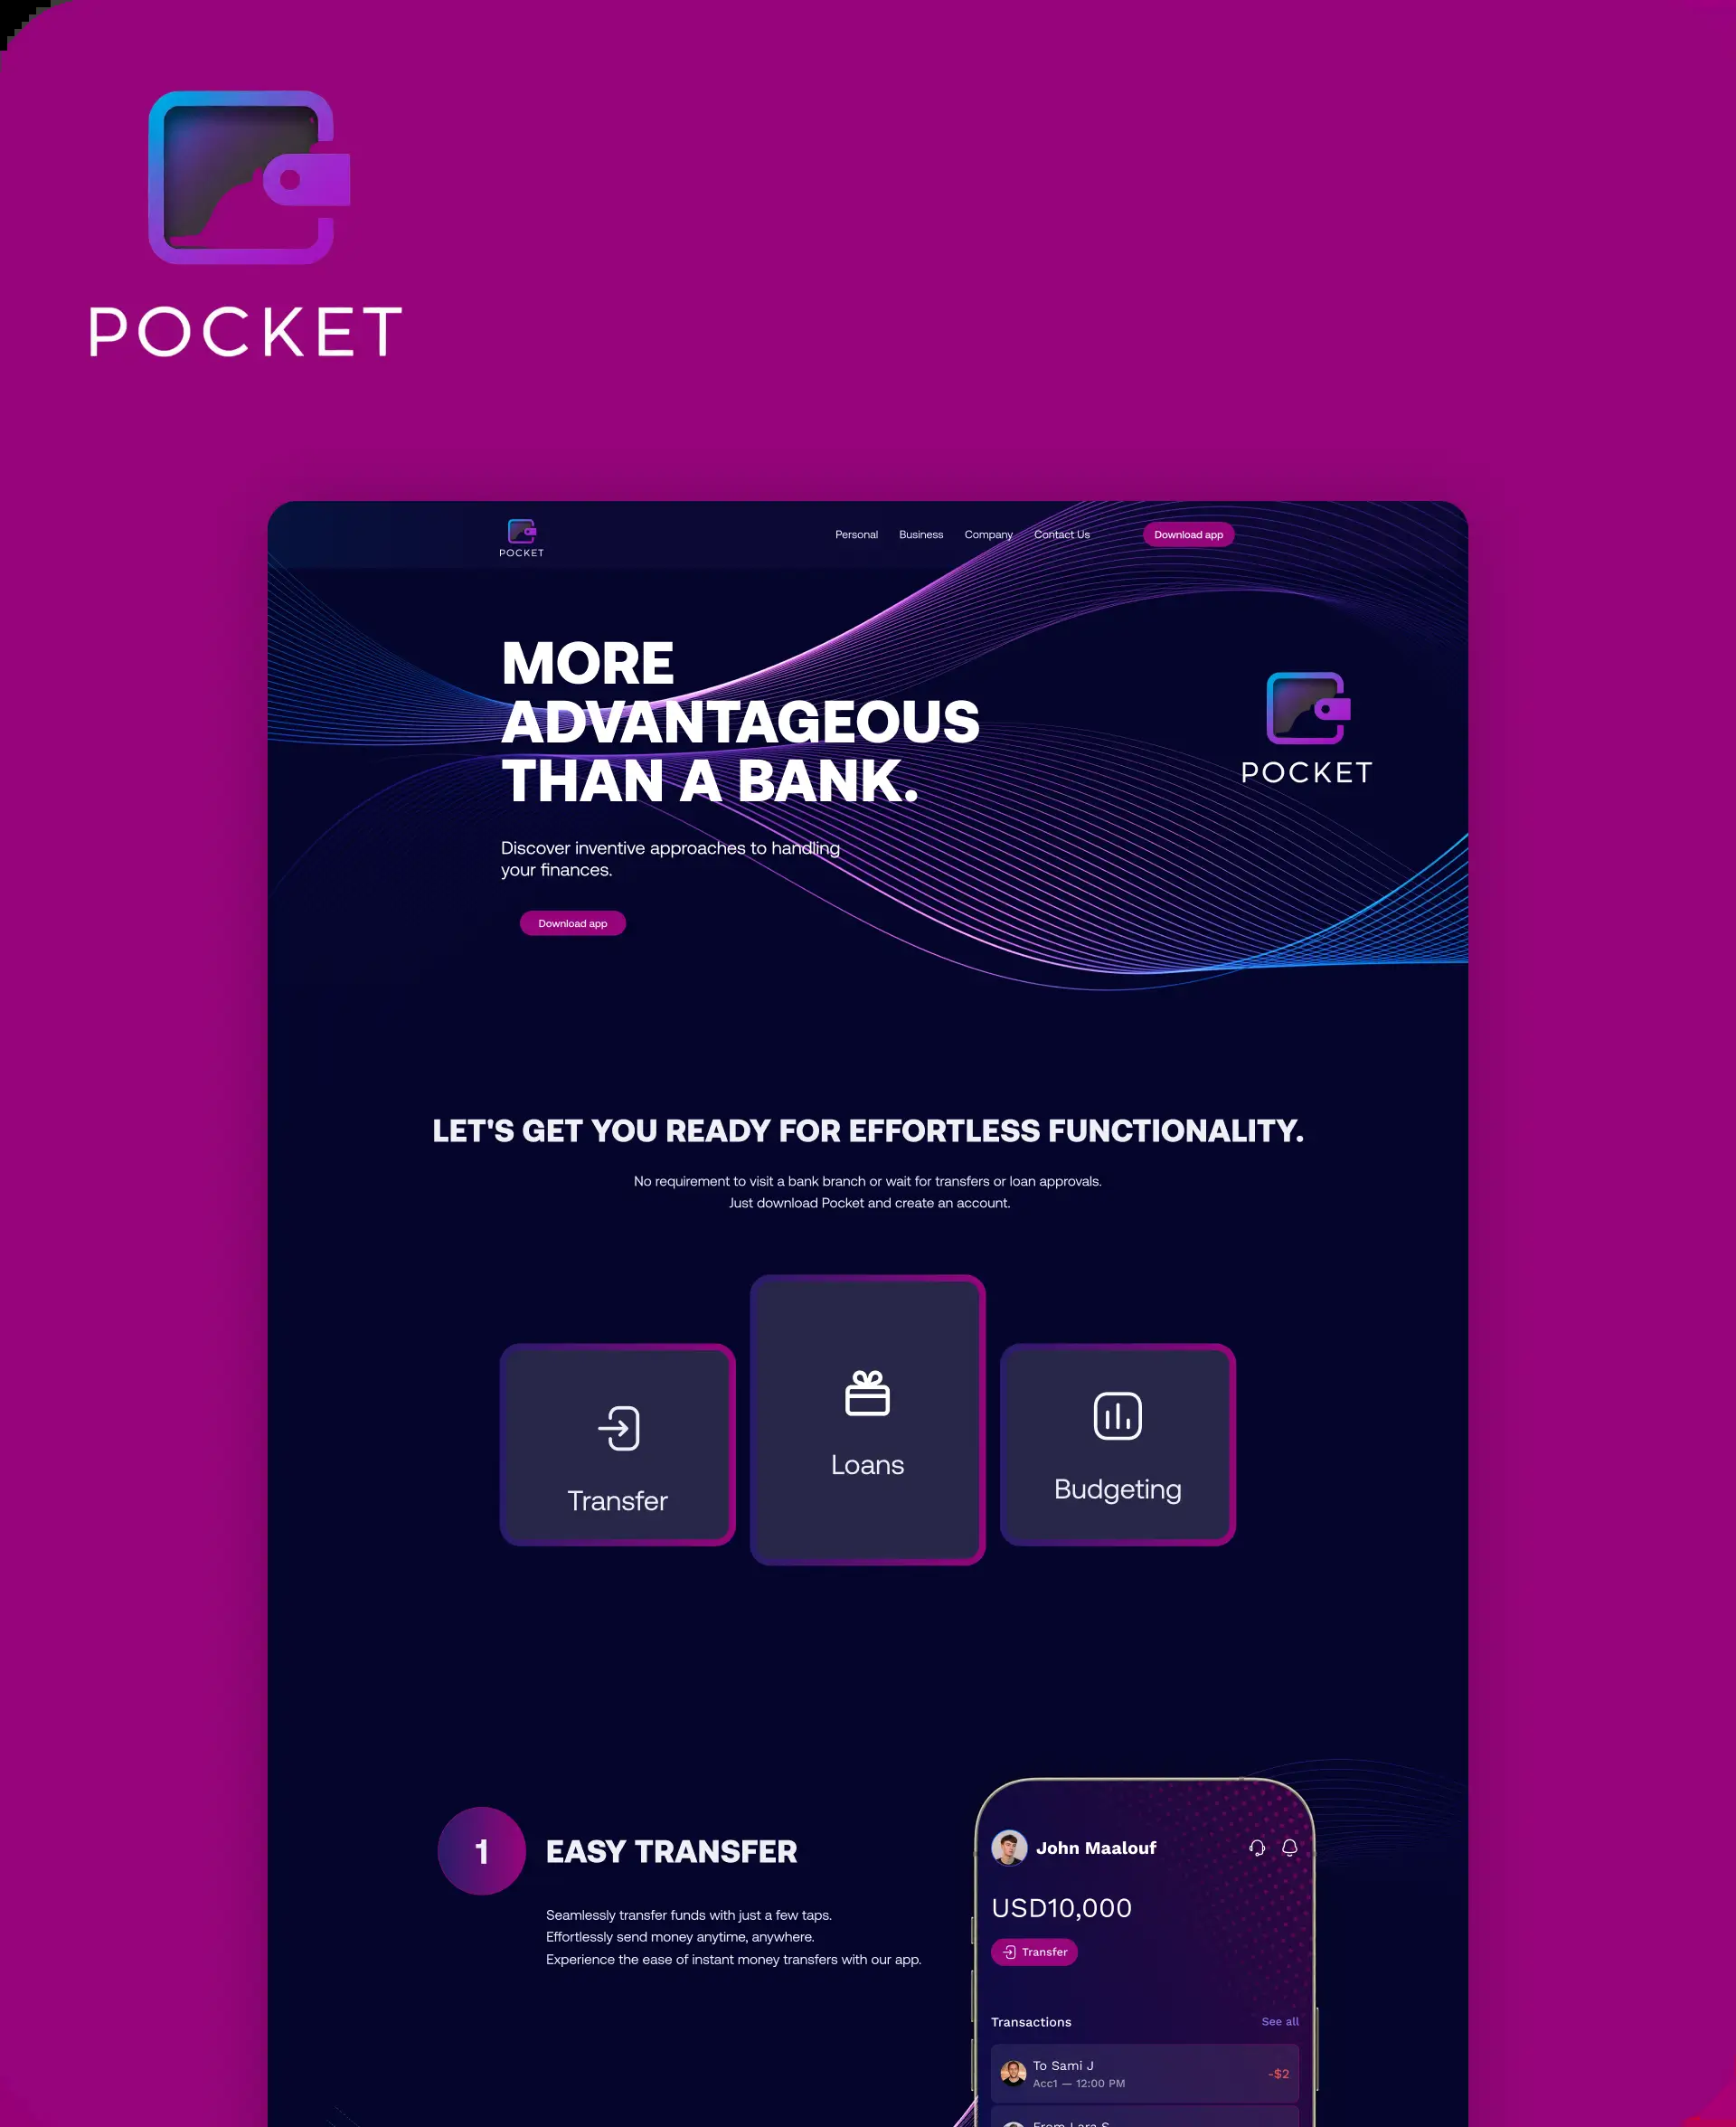 POCKET
POCKET
Personal Business Company Contact Us Download app
MORE
ADVANTAGEOUS
THAN A BANK.
POCKET
Discover inventive approaches to handling
your finances.
Download app
LET'S GET YOU READY FOR EFFORTLESS FUNCTIONALITY.
No requirement to visit a bank branch or wait for transfers or loan approvals.
Just download Pocket and create an account.
Transfer
Loans
Budgeting
1
EASY TRANSFER
Seamlessly transfer funds with just a few taps.
Effortlessly send money anytime, anywhere.
Experience the ease of instant money transfers with our app.
John Maalouf
USD10,000
Transfer
Transactions See all
To Sami J
Acc1 — 12:00 PM
-$2
From Lara S